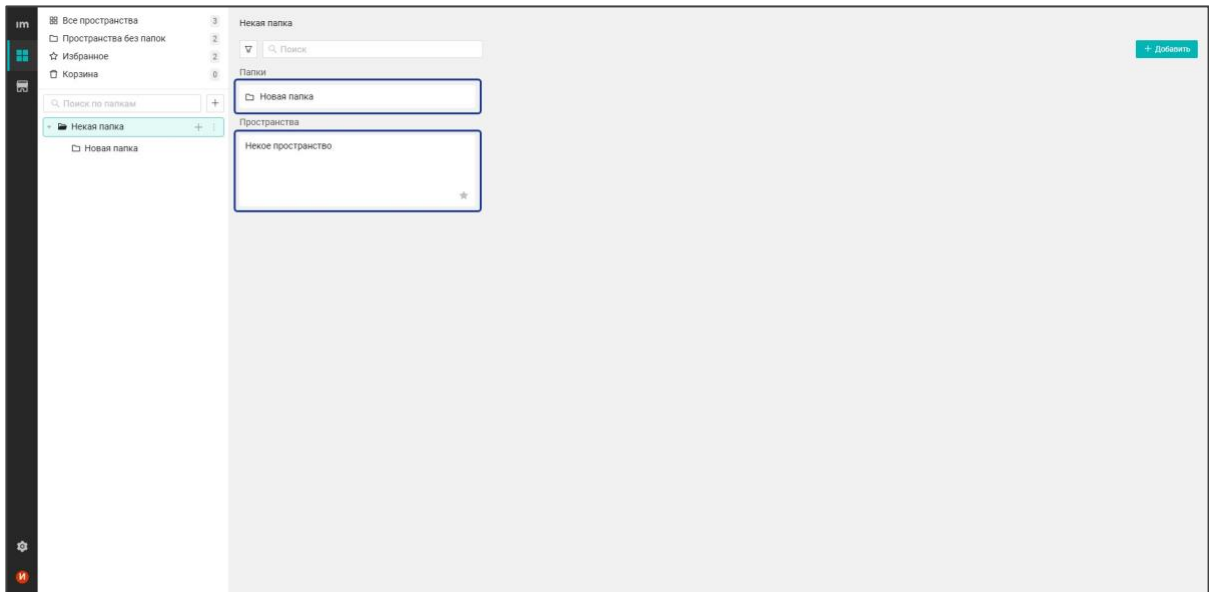 ım
Все пространства 3
Пространства без папок 2
Избранное 2
Корзина 0
Поиск по папкам
Некая папка
Новая папка
Некая папка
Поиск
+ Добавить
Папки
Новая папка
Пространства
Некое пространство
И